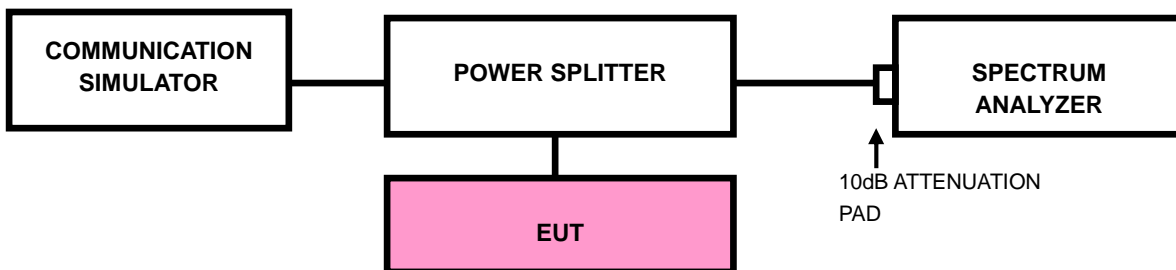 COMMUNICATION
SIMULATOR
POWER SPLITTER
SPECTRUM
ANALYZER
10dB ATTENUATION
PAD
EUT